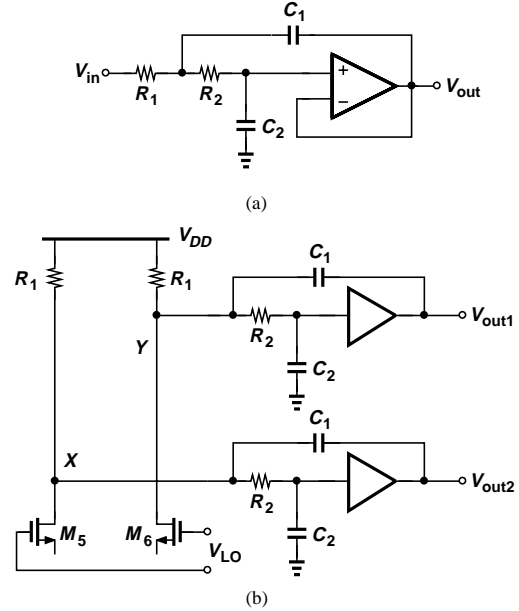 C1
Vin
R1
R2
+
−
Vout
C2
(a)
VDD
R1
R1
C1
R2
Vout1
Y
C2
C1
X
R2
Vout2
M5
M6
VLO
C2
(b)